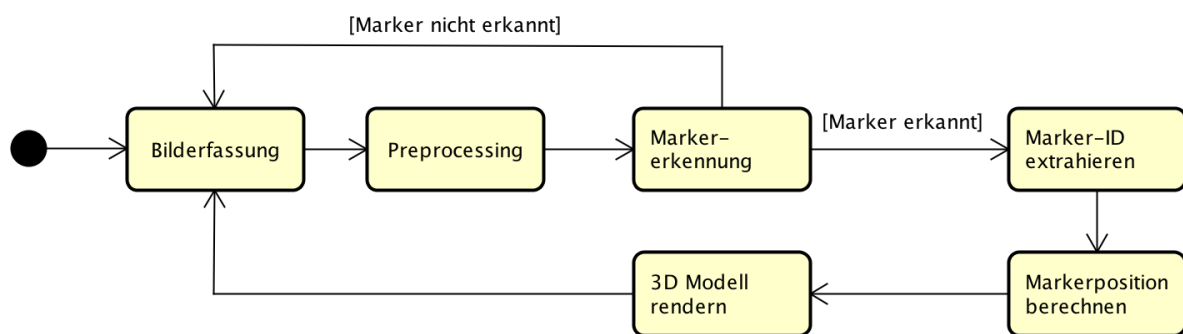 [Marker nicht erkannt]
Bilderfassung
Preprocessing
Marker-
erkennung
[Marker erkannt]
Marker-ID
extrahieren
3D Modell
rendern
Markerposition
berechnen